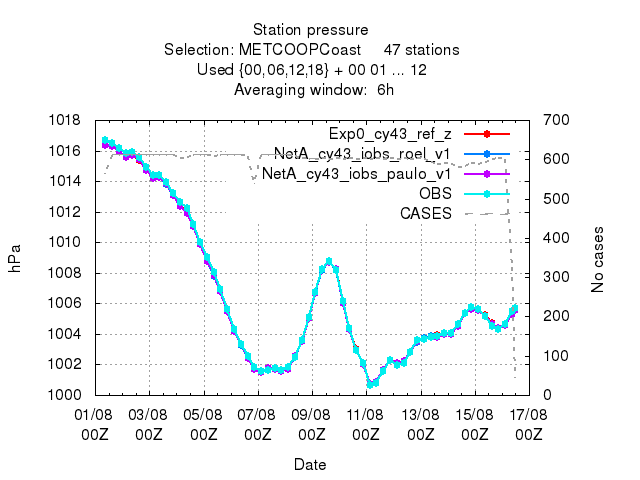 Station pressure
Selection: METCOOPCoast 47 stations
Used {00,06,12,18} + 00 01 ... 12
Averaging window: 6h
1018
1016
1014
1012
1010
1008
1006
1004
1002
1000
hPa
700
600
500
400
300
200
100
0
No cases
Exp0_cy43_ref_z
NetA_cy43_iobs_roel_v1
NetA_cy43_iobs_paulo_v1
OBS
CASES
01/08 03/08 05/08 07/08 09/08 11/08 13/08 15/08 17/08
00Z 00Z 00Z 00Z 00Z 00Z 00Z 00Z 00Z
Date